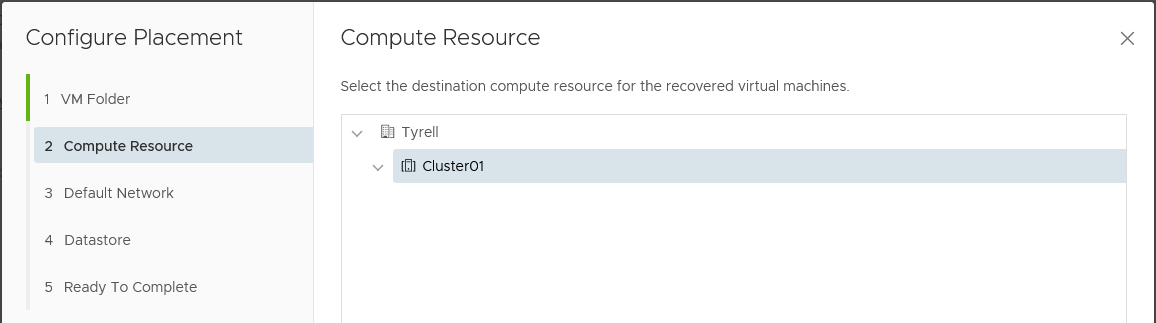 Configure Placement
1 VM Folder
2 Compute Resource
3 Default Network
4 Datastore
5 Ready To Complete
Compute Resource
Select the destination compute resource for the recovered virtual machines.
Tyrell
Cluster01